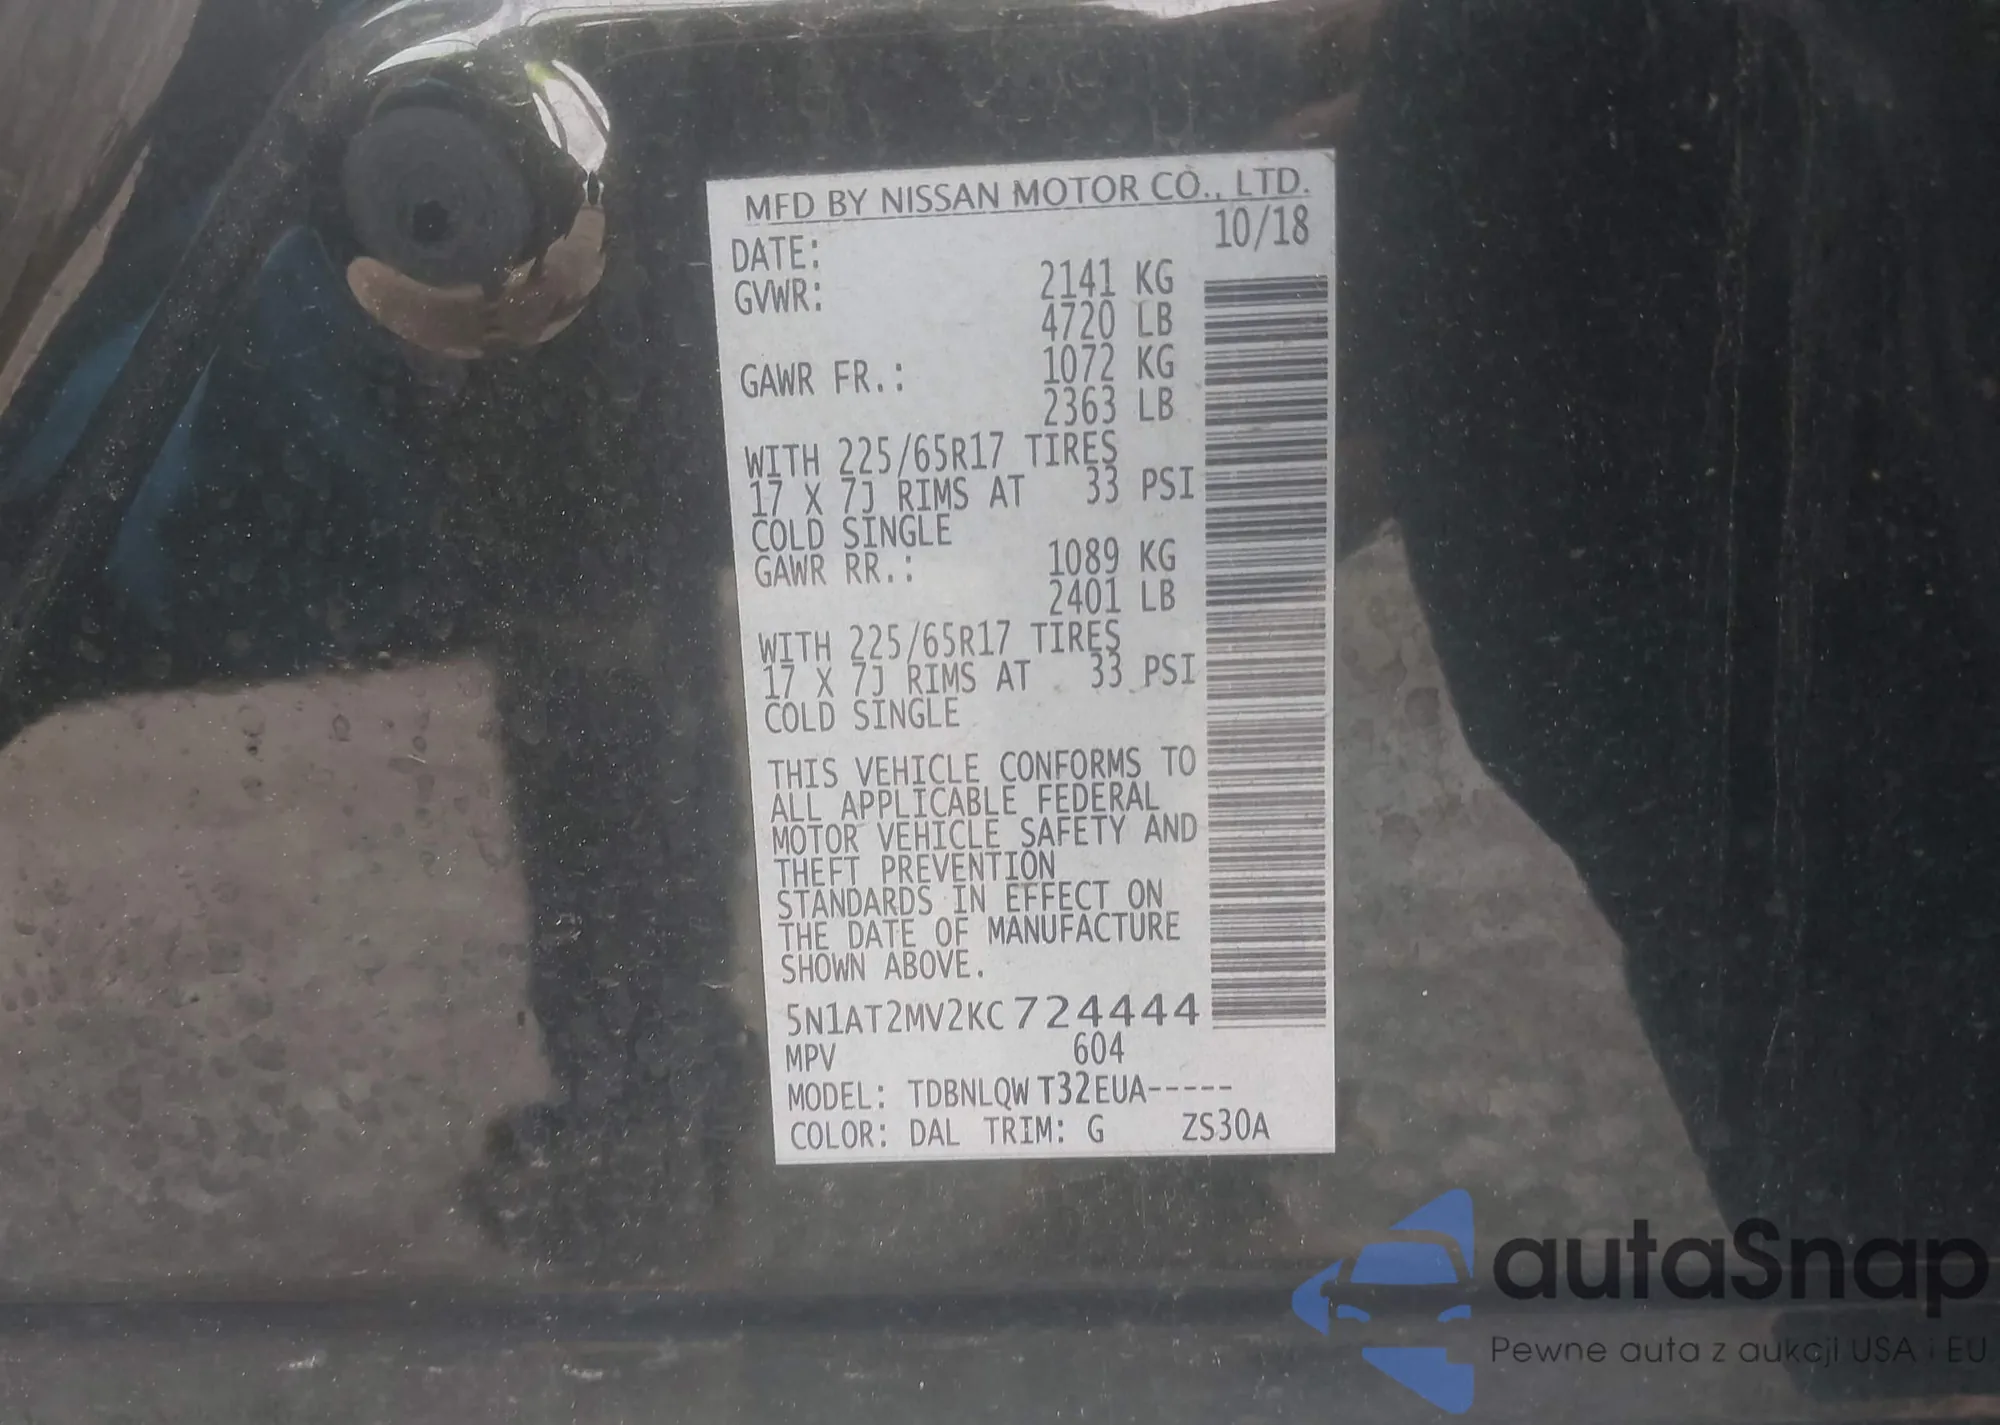 MFD BY NISSAN MOTOR CO., LTD.
DATE: 10/18
GVWR: 2141 KG
4720 LB
GAWR FR.: 1072 KG
2363 LB
WITH 225/65R17 TIRES
17 X 7J RIMS AT 33 PSI
COLD SINGLE
GAWR RR.: 1089 KG
2401 LB
WITH 225/65R17 TIRES
17 X 7J RIMS AT 33 PSI
COLD SINGLE
THIS VEHICLE CONFORMS TO
ALL APPLICABLE FEDERAL
MOTOR VEHICLE SAFETY AND
THEFT PREVENTION
STANDARDS IN EFFECT ON
THE DATE OF MANUFACTURE
SHOWN ABOVE.
5N1AT2MV2KC724444
MPV 604
MODEL: TDBNLQW T32EUA-----
COLOR: DAL TRIM: G ZS30A
autaSnap
Pewne auta z aukcji USA i EU